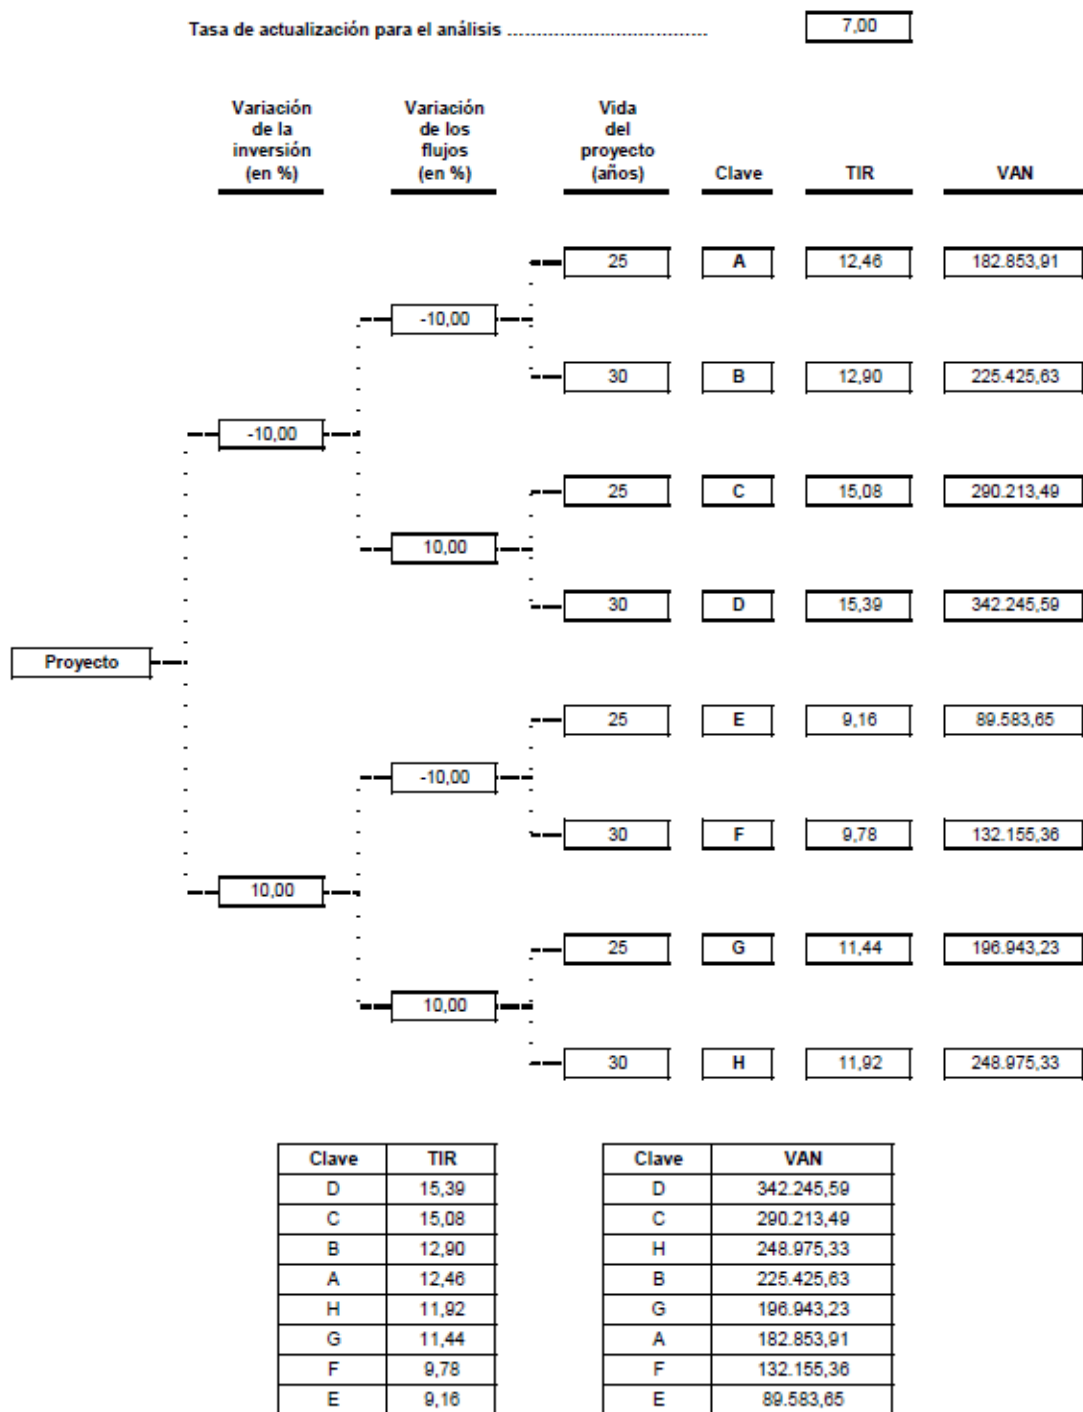 Tasa de actualización para el análisis .................................... 7,00
Variación de la inversión (en %)
Variación de los flujos (en %)
Vida del proyecto (años)
Clave
TIR
VAN
25 A 12,46 182.853,91
-10,00
30 B 12,90 225.425,63
-10,00
25 C 15,08 290.213,49
10,00
30 D 15,39 342.245,59
Proyecto
25 E 9,16 89.583,65
-10,00
30 F 9,78 132.155,36
10,00
25 G 11,44 196.943,23
10,00
30 H 11,92 248.975,33
Clave TIR
D 15,39
C 15,08
B 12,90
A 12,46
H 11,92
G 11,44
F 9,78
E 9,16
Clave VAN
D 342.245,59
C 290.213,49
H 248.975,33
B 225.425,63
G 196.943,23
A 182.853,91
F 132.155,36
E 89.583,65